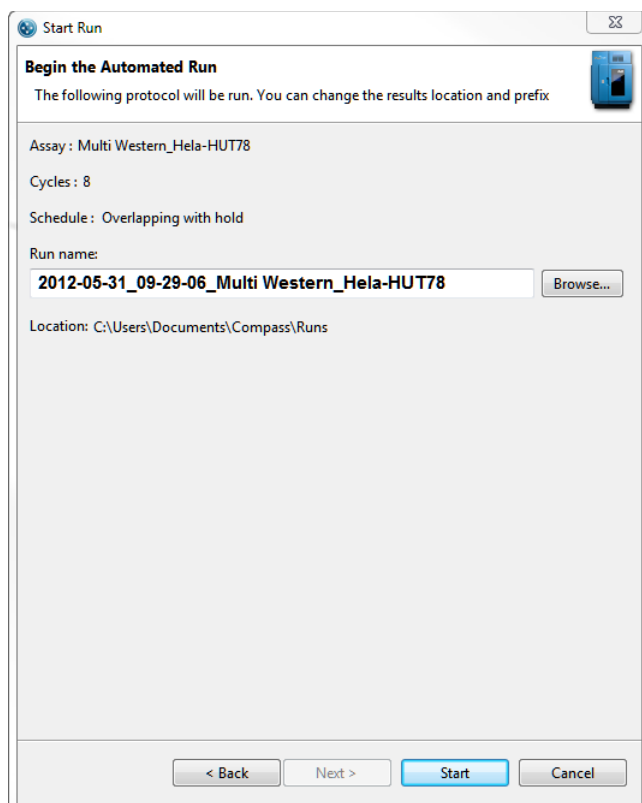 Start Run
Begin the Automated Run
The following protocol will be run. You can change the results location and prefix
Assay : Multi Western_Hela-HUT78
Cycles : 8
Schedule : Overlapping with hold
Run name:
2012-05-31_09-29-06_Multi Western_Hela-HUT78
Browse...
Location: C:\Users\Documents\Compass\Runs
< Back Next > Start Cancel